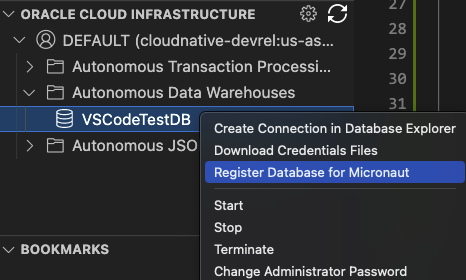 ORACLE CLOUD INFRASTRUCTURE
DEFAULT (cloudnative-devrel:us-as...
Autonomous Transaction Processi...
Autonomous Data Warehouses
VSCodeTestDB
Autonomous JSO
BOOKMARKS
27
28
29
30
31
Create Connection in Database Explorer
Download Credentials Files
Register Database for Micronaut
Start
Stop
Terminate
Change Administrator Password